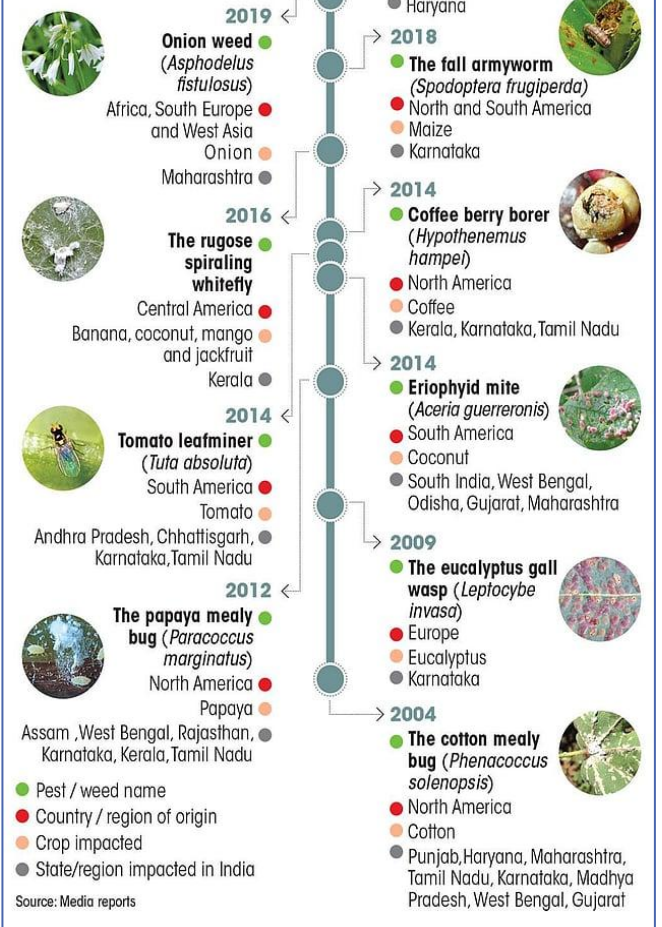 Haryana
2019
Onion weed
(Asphodelus
fistulosus)
Africa, South Europe
and West Asia
Onion
Maharashtra
2018
The fall armyworm
(Spodoptera frugiperda)
North and South America
Maize
Karnataka
2016
The rugose
spiraling
whitefly
Central America
Banana, coconut, mango
and jackfruit
Kerala
2014
Coffee berry borer
(Hypothenemus
hampei)
North America
Coffee
Kerala, Karnataka, Tamil Nadu
2014
Eriophyid mite
(Aceria guerreronis)
South America
Coconut
South India, West Bengal,
Odisha, Gujarat, Maharashtra
2014
Tomato leafminer
(Tuta absoluta)
South America
Tomato
Andhra Pradesh, Chhattisgarh,
Karnataka, Tamil Nadu
2009
The eucalyptus gall
wasp (Leptocybe
invasa)
Europe
Eucalyptus
Karnataka
2012
The papaya mealy
bug (Paracoccus
marginatus)
North America
Papaya
Assam ,West Bengal, Rajasthan,
Karnataka, Kerala, Tamil Nadu
2004
The cotton mealy
bug (Phenacoccus
solenopsis)
North America
Cotton
Punjab, Haryana, Maharashtra,
Tamil Nadu, Karnataka, Madhya
Pradesh, West Bengal, Gujarat
Pest / weed name
Country / region of origin
Crop impacted
State/region impacted in India
Source: Media reports